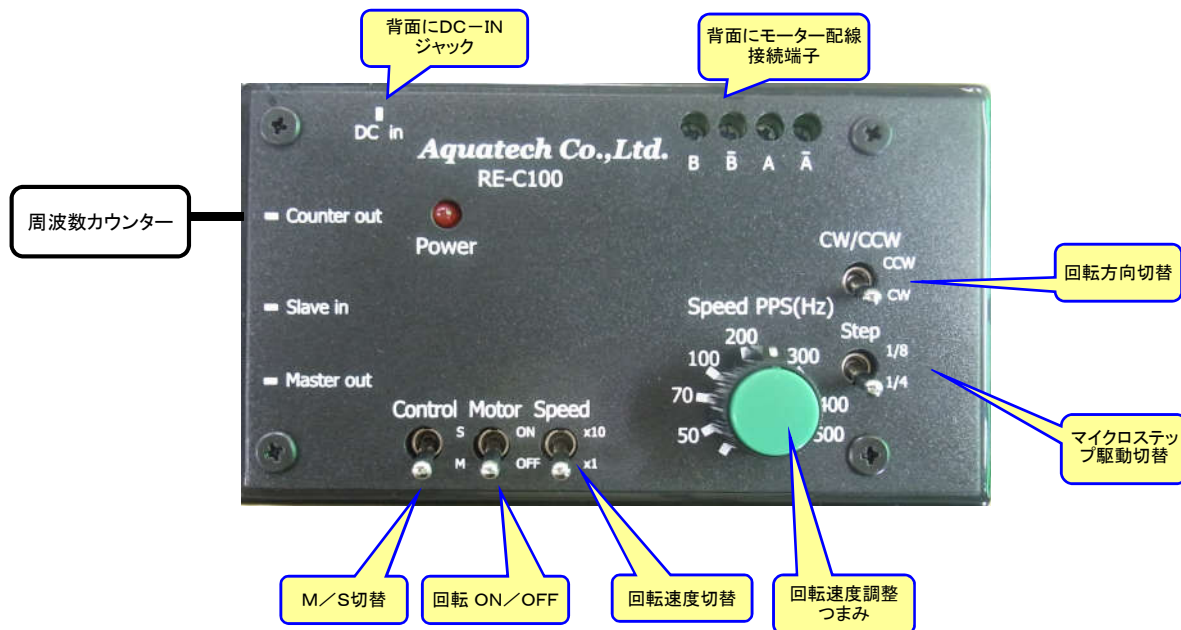 背面にDC－IN
ジャック
背面にモーター配線
接続端子
DC in
Aquatech Co.,Ltd.
RE-C100
B B̅ A A̅
周波数カウンター
Counter out
Power
CW/CCW
CCW
CW
回転方向切替
Slave in
Speed PPS(Hz)
Step
1/8
1/4
200
100
300
70
400
50
500
Master out
Control Motor Speed
S ON x10
M OFF x1
マイクロステッ
プ駆動切替
M／S切替
回転 ON／OFF
回転速度切替
回転速度調整
つまみ